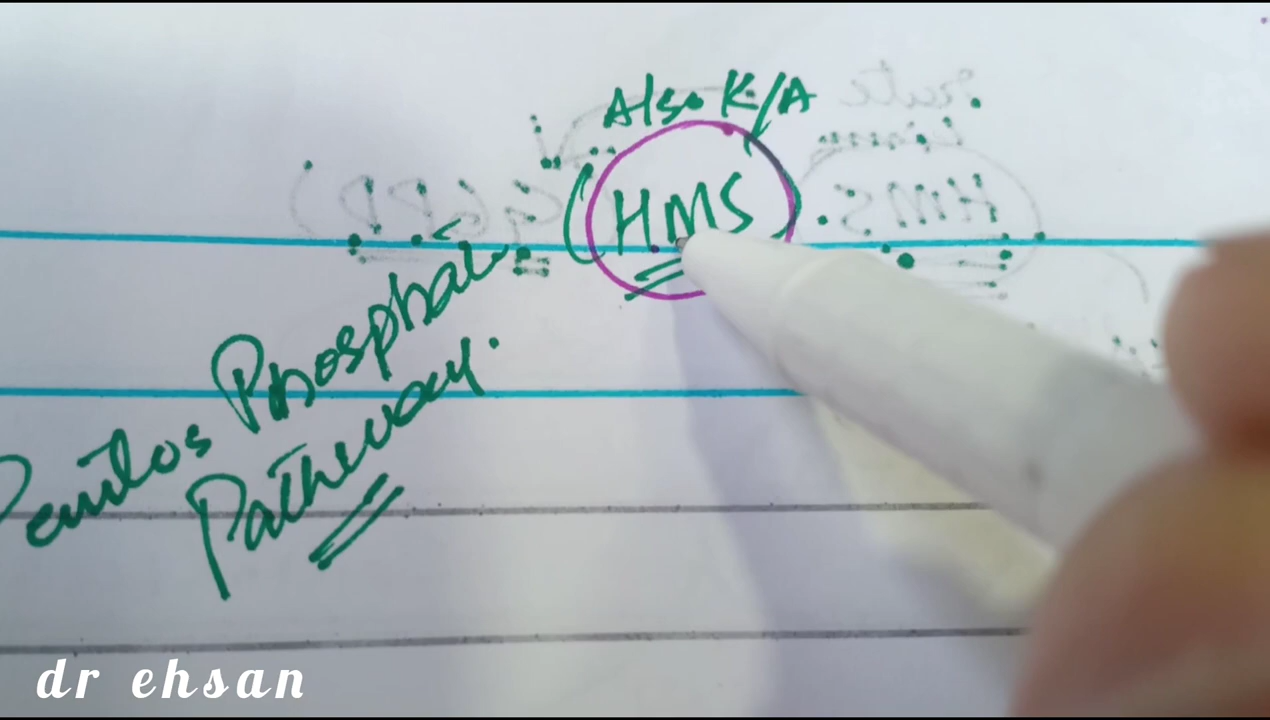 Also K/A
(HMS)
Pentos Phosphate
Pathway.
dr ehsan